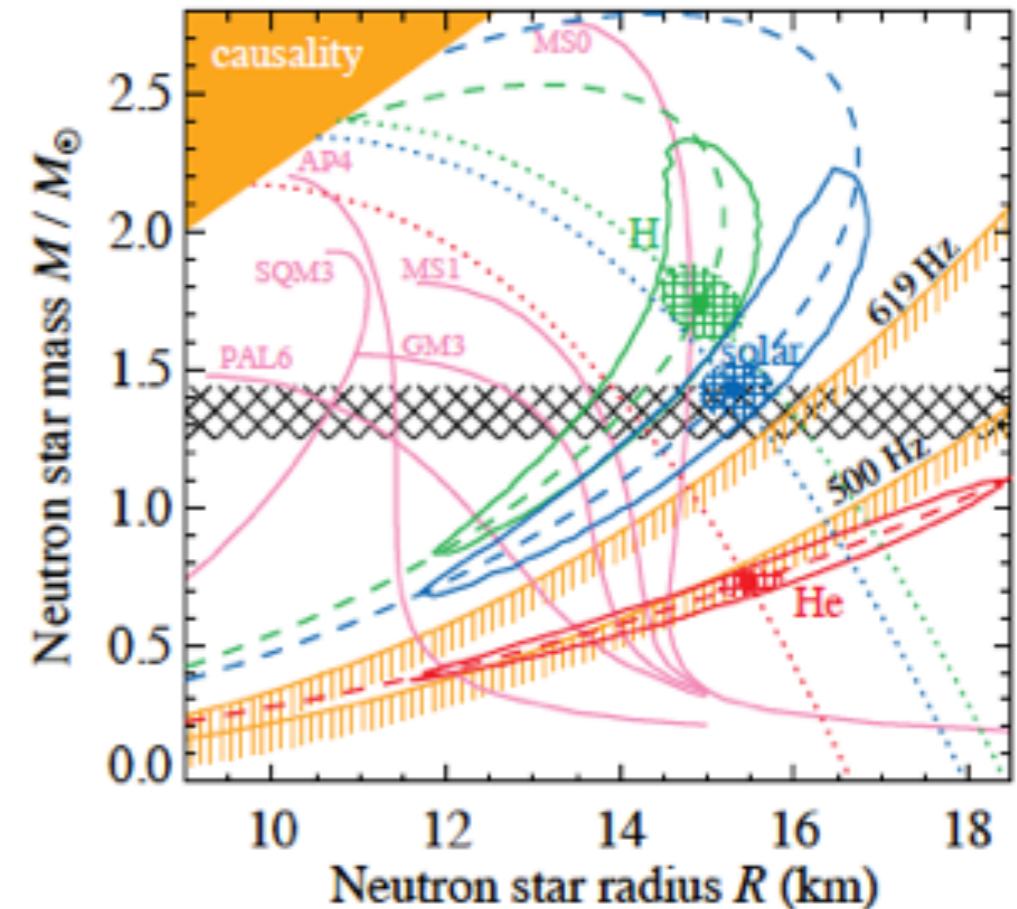 causality
MS0
2.5
AP4
2.0
H
SQM3
MS1
619 Hz
1.5
PAL6
GM3
solar
500 Hz
1.0
He
0.5
0.0
10 12 14 16 18
Neutron star radius R (km)
Neutron star mass M / M☉